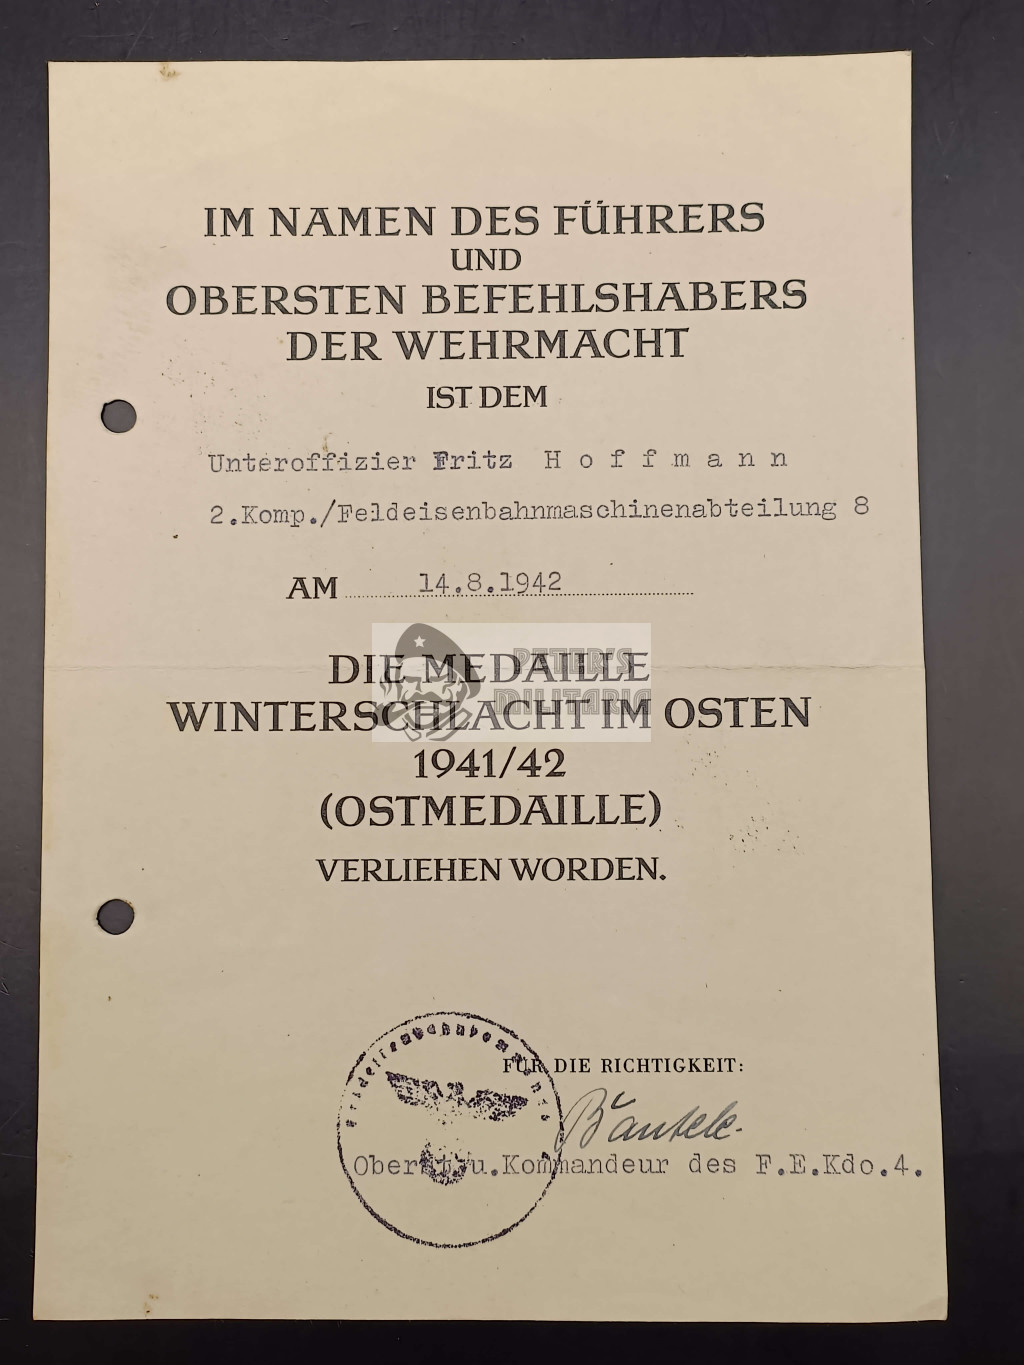 IM NAMEN DES FÜHRERS
UND
OBERSTEN BEFEHLSHABERS
DER WEHRMACHT
IST DEM
Unteroffizier Fritz H o f f m a n n
2.Komp./Feldeisenbahnmaschinenabteilung 8
AM 14.8.1942
DIE MEDAILLE
WINTERSCHLACHT IM OSTEN
1941/42
(OSTMEDAILLE)
VERLIEHEN WORDEN.
PETER'S
MILITARIA
FÜR DIE RICHTIGKEIT:
Oberst u. Kommandeur des F.E.Kdo.4.